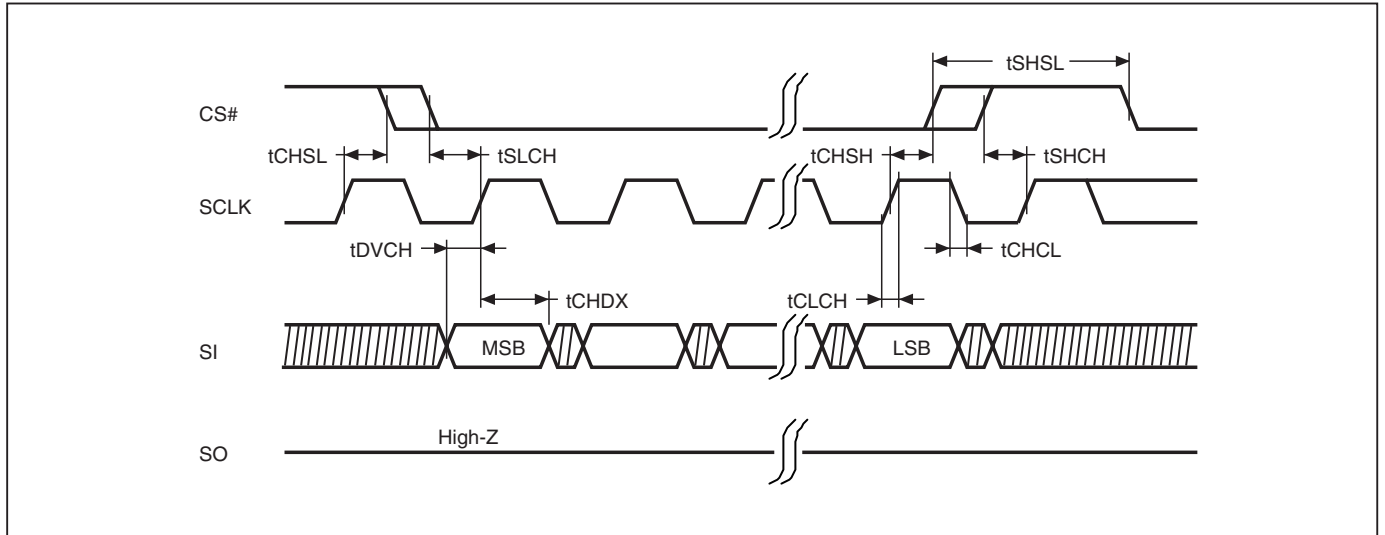 tSHSL
CS#
tCHSL
tSLCH
tCHSH
tSHCH
SCLK
tDVCH
tCHCL
tCHDX
tCLCH
SI
MSB
LSB
High-Z
SO